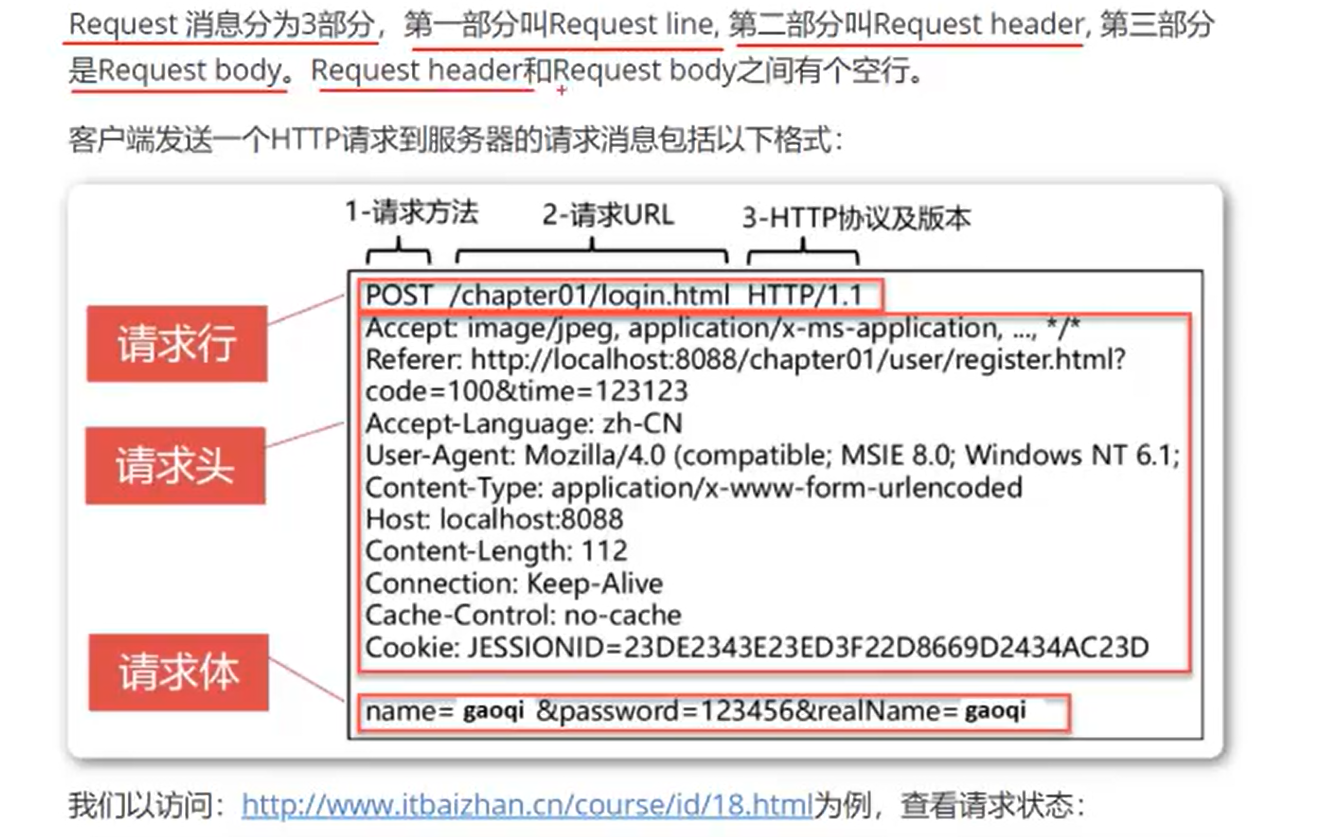 Request 消息分为3部分，第一部分叫Request line, 第二部分叫Request header, 第三部分
是Request body。Request header和Request body之间有个空行。
客户端发送一个HTTP请求到服务器的请求消息包括以下格式：
1-请求方法 2-请求URL 3-HTTP协议及版本
请求行
POST /chapter01/login.html HTTP/1.1
请求头
Accept: image/jpeg, application/x-ms-application, ..., */*
Referer: http://localhost:8088/chapter01/user/register.html?
code=100&time=123123
Accept-Language: zh-CN
User-Agent: Mozilla/4.0 (compatible; MSIE 8.0; Windows NT 6.1;
Content-Type: application/x-www-form-urlencoded
Host: localhost:8088
Content-Length: 112
Connection: Keep-Alive
Cache-Control: no-cache
Cookie: JESSIONID=23DE2343E23ED3F22D8669D2434AC23D
请求体
name= gaoqi &password=123456&realName= gaoqi
我们以访问：http://www.itbaizhan.cn/course/id/18.html为例，查看请求状态：